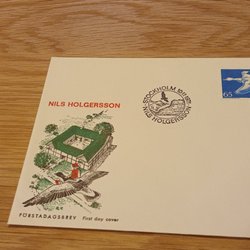 NILS HOLGERSSON
FÖRSTADAGSBREV First day cover
STOCKHOLM
NILS HOLGERSSON
65